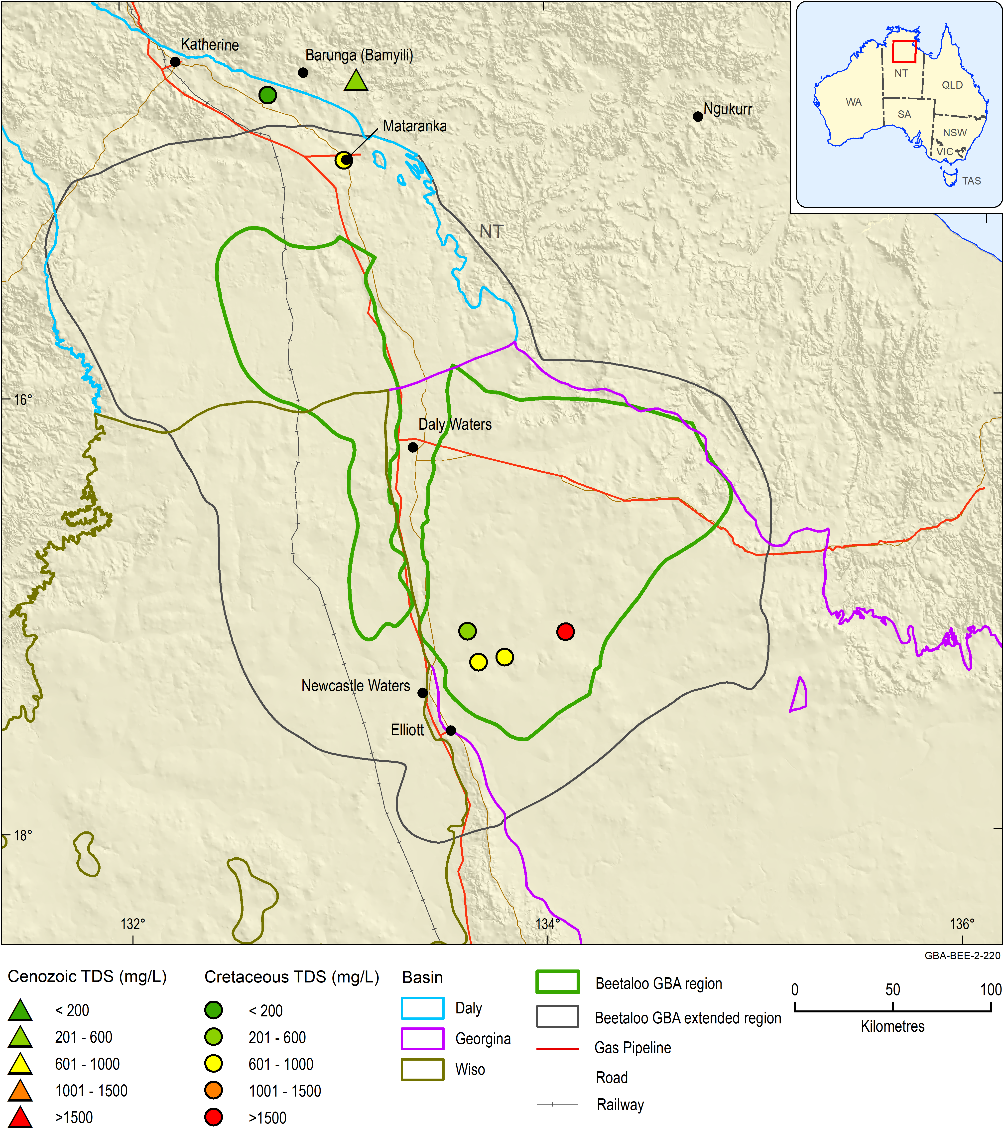 Katherine
Barunga (Bamyili)
Ngukurr
Mataranka
NT
WA
NT
QLD
SA
NSW
VIC
TAS
16°
Daly Waters
Newcastle Waters
Elliott
18°
132°
134°
136°
GBA-BEE-2-220
Cenozoic TDS (mg/L)
< 200
201 - 600
601 - 1000
1001 - 1500
>1500
Cretaceous TDS (mg/L)
< 200
201 - 600
601 - 1000
1001 - 1500
>1500
Basin
Daly
Georgina
Wiso
Beetaloo GBA region
Beetaloo GBA extended region
Gas Pipeline
Road
Railway
0 50 100
Kilometres